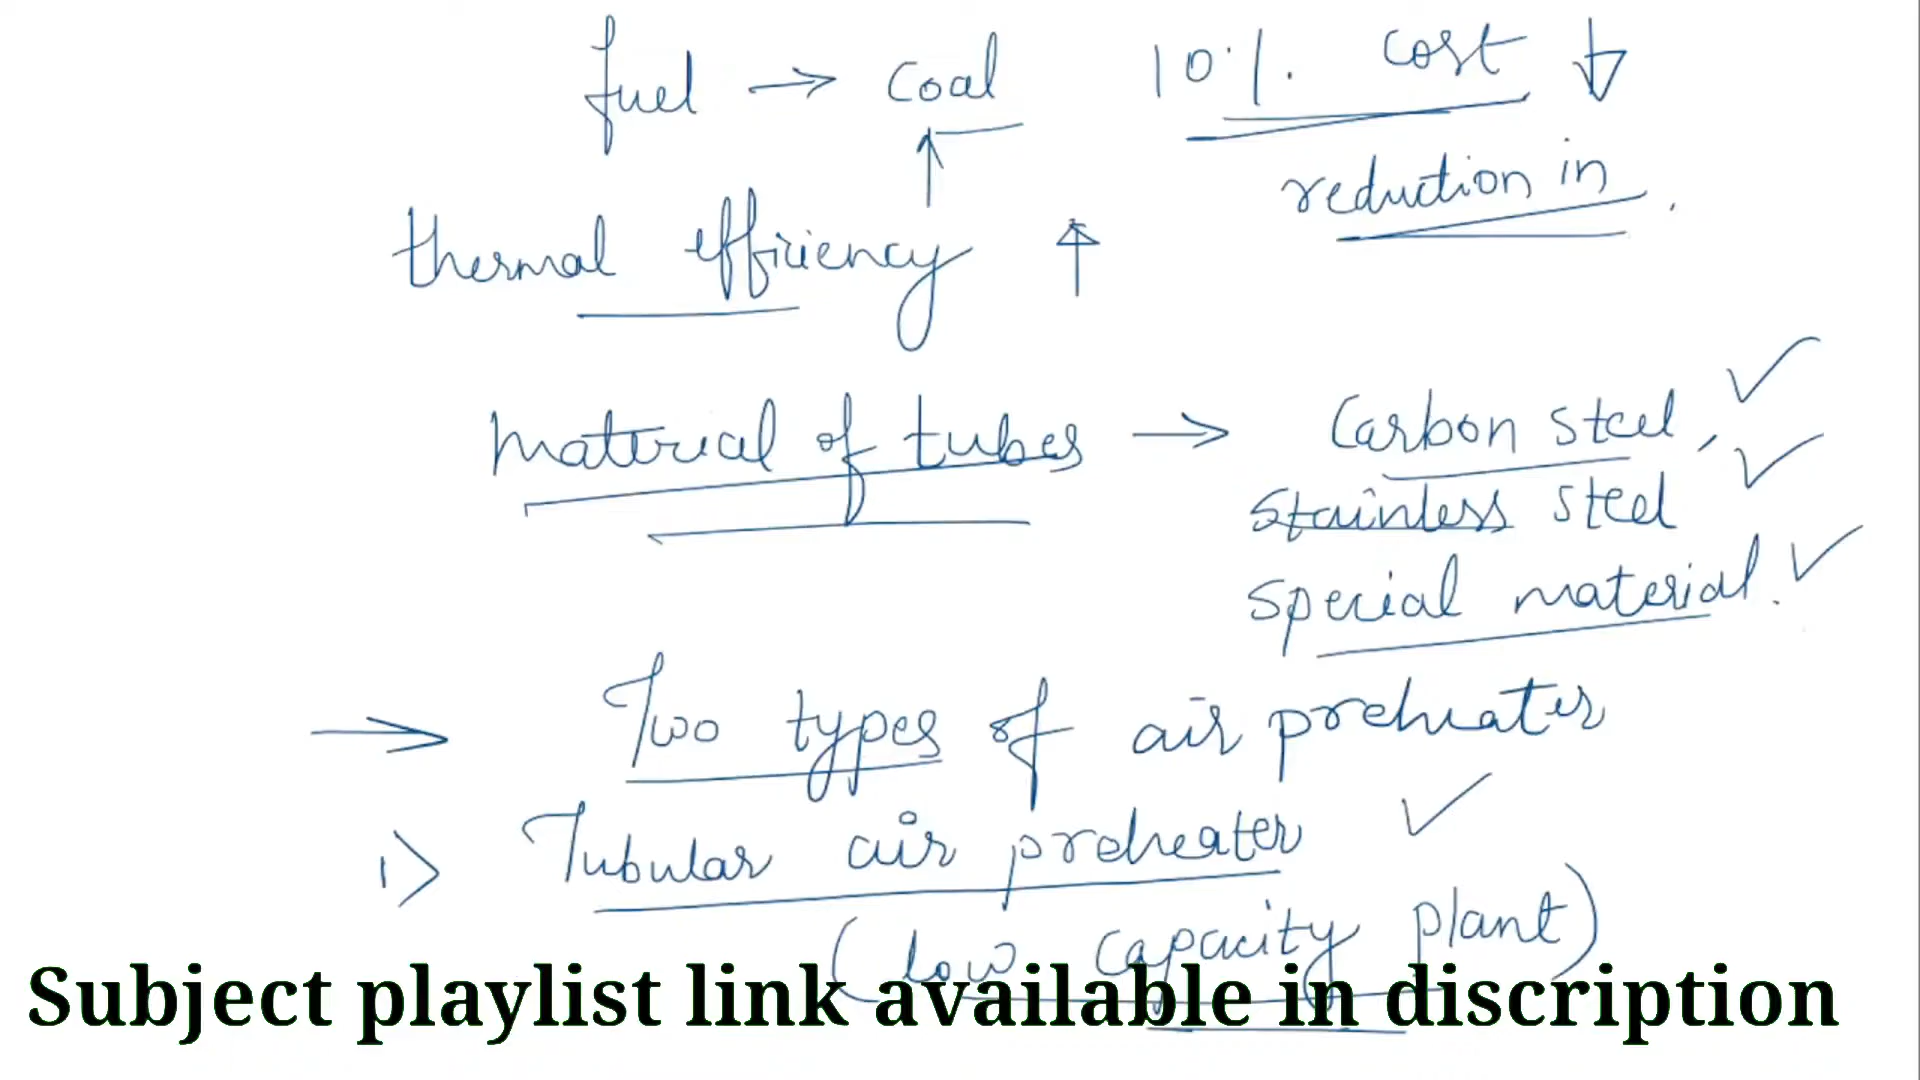 fuel → coal 10%. cost ↓
reduction in.
thermal efficiency ↑
material of tubes → Carbon steel,
stainless steel
special material.
→ Two types of air preheater
1) Tubular air preheater
(low capacity plant)
Subject playlist link available in discription